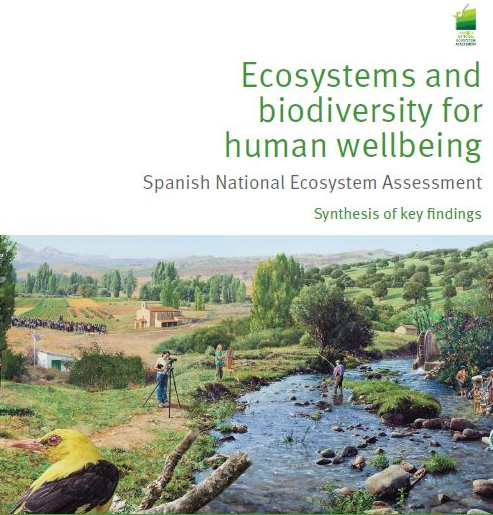 Ecosystems and
biodiversity for
human wellbeing
Spanish National Ecosystem Assessment
Synthesis of key findings